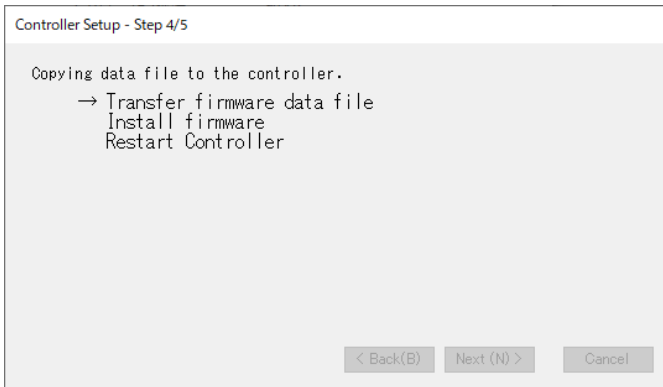 Controller Setup - Step 4/5
Copying data file to the controller.
→ Transfer firmware data file
Install firmware
Restart Controller
< Back(B)
Next (N) >
Cancel